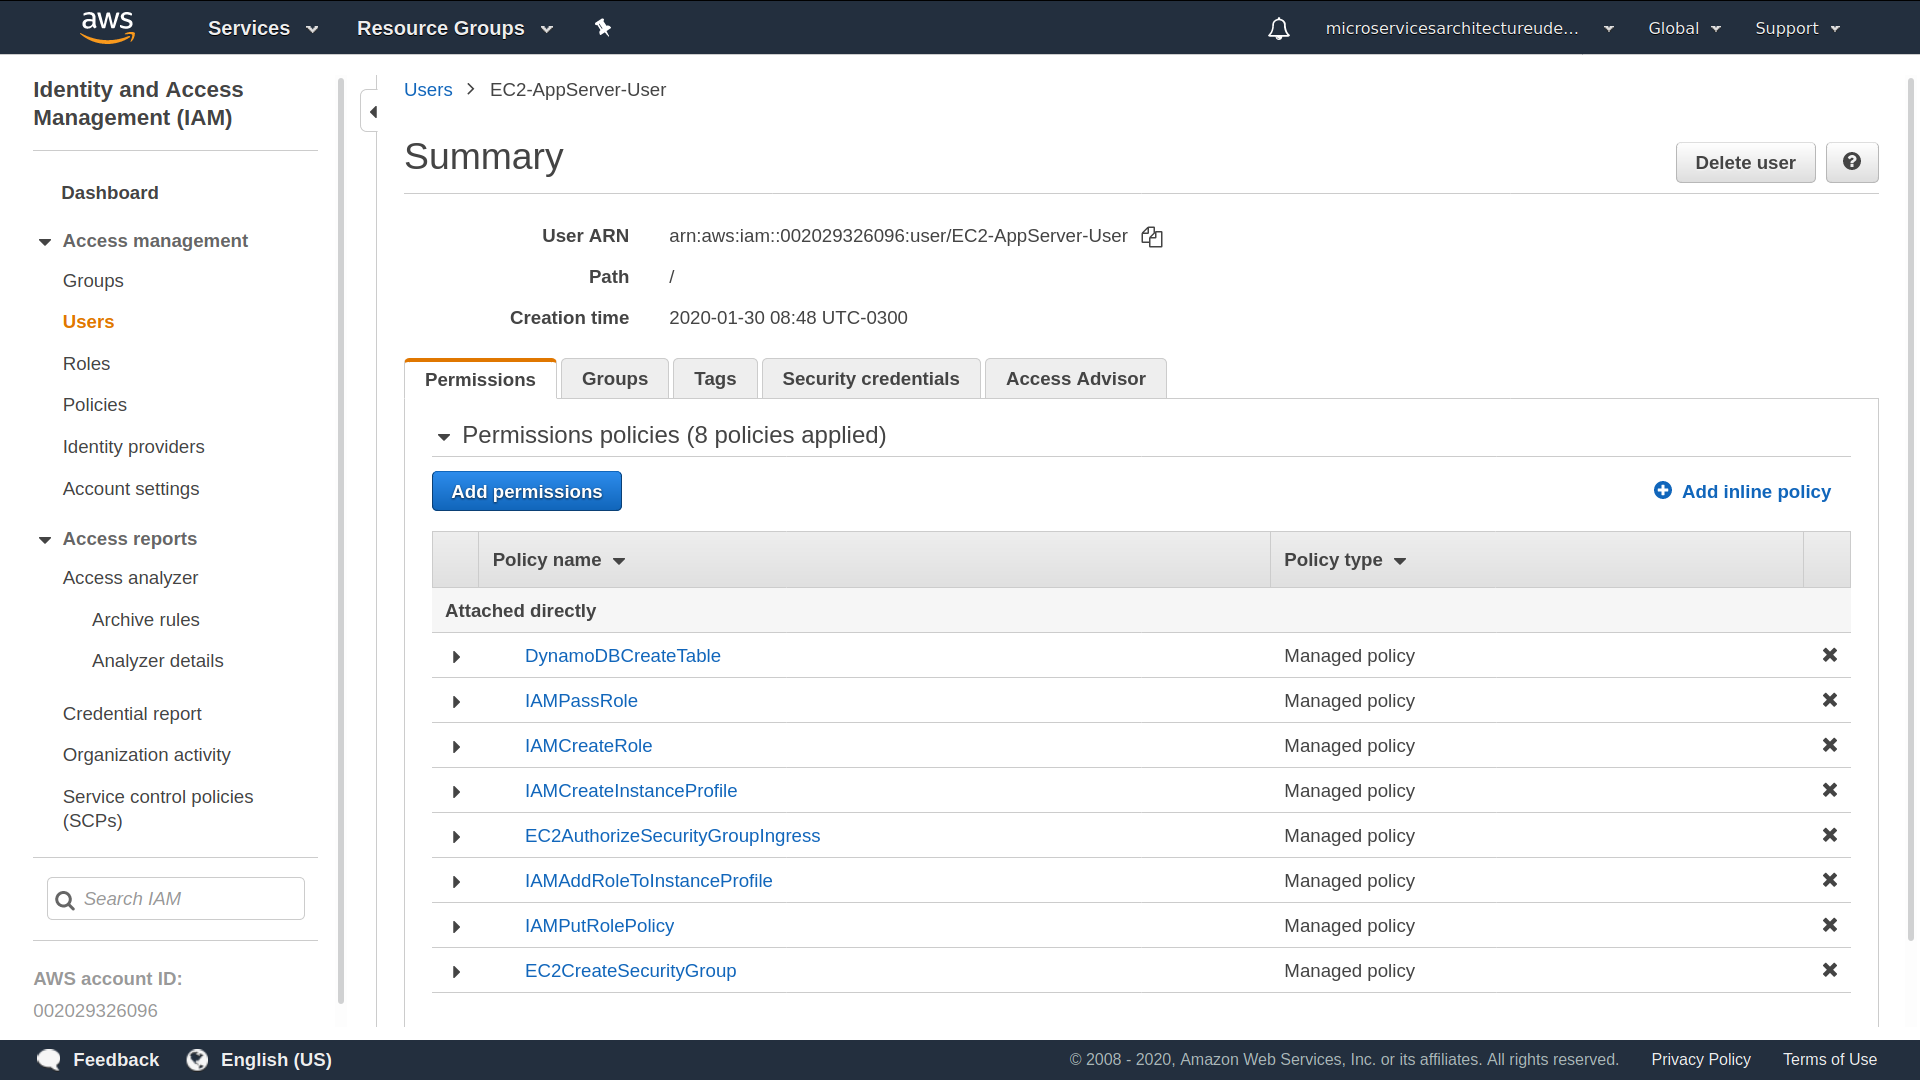 aws
Services
Resource Groups
microservicesarchitectureude...
Global
Support
Identity and Access
Management (IAM)
Dashboard
Access management
Groups
Users
Roles
Policies
Identity providers
Account settings
Access reports
Access analyzer
Archive rules
Analyzer details
Credential report
Organization activity
Service control policies
(SCPs)
Search IAM
AWS account ID:
002029326096
Users > EC2-AppServer-User
Summary
Delete user
?
User ARN arn:aws:iam::002029326096:user/EC2-AppServer-User
Path /
Creation time 2020-01-30 08:48 UTC-0300
Permissions Groups Tags Security credentials Access Advisor
Permissions policies (8 policies applied)
Add permissions
Add inline policy
Policy name Policy type
Attached directly
DynamoDBCreateTable Managed policy
IAMPassRole Managed policy
IAMCreateRole Managed policy
IAMCreateInstanceProfile Managed policy
EC2AuthorizeSecurityGroupIngress Managed policy
IAMAddRoleToInstanceProfile Managed policy
IAMPutRolePolicy Managed policy
EC2CreateSecurityGroup Managed policy
Feedback
English (US)
© 2008 - 2020, Amazon Web Services, Inc. or its affiliates. All rights reserved.
Privacy Policy
Terms of Use